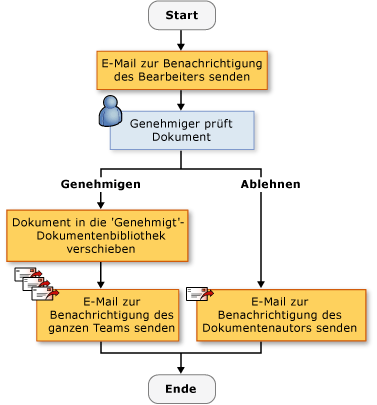 Start
E-Mail zur Benachrichtigung
des Bearbeiters senden
Genehmiger prüft
Dokument
Genehmigen
Ablehnen
Dokument in die 'Genehmigt'-
Dokumentenbibliothek
verschieben
E-Mail zur
Benachrichtigung des
ganzen Teams senden
E-Mail zur
Benachrichtigung des
Dokumentenautors senden
Ende